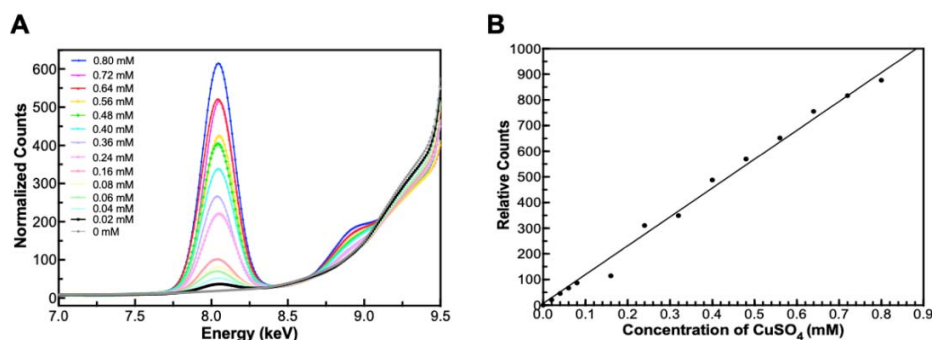 A
Normalized Counts
600
500
400
300
200
100
0
0.80 mM
0.72 mM
0.64 mM
0.56 mM
0.48 mM
0.40 mM
0.36 mM
0.24 mM
0.16 mM
0.08 mM
0.06 mM
0.04 mM
0.02 mM
0 mM
7.0 7.5 8.0 8.5 9.0 9.5
Energy (keV)
B
Relative Counts
1000
900
800
700
600
500
400
300
200
100
0
0.0 0.1 0.2 0.3 0.4 0.5 0.6 0.7 0.8 0.9
Concentration of CuSO₄ (mM)